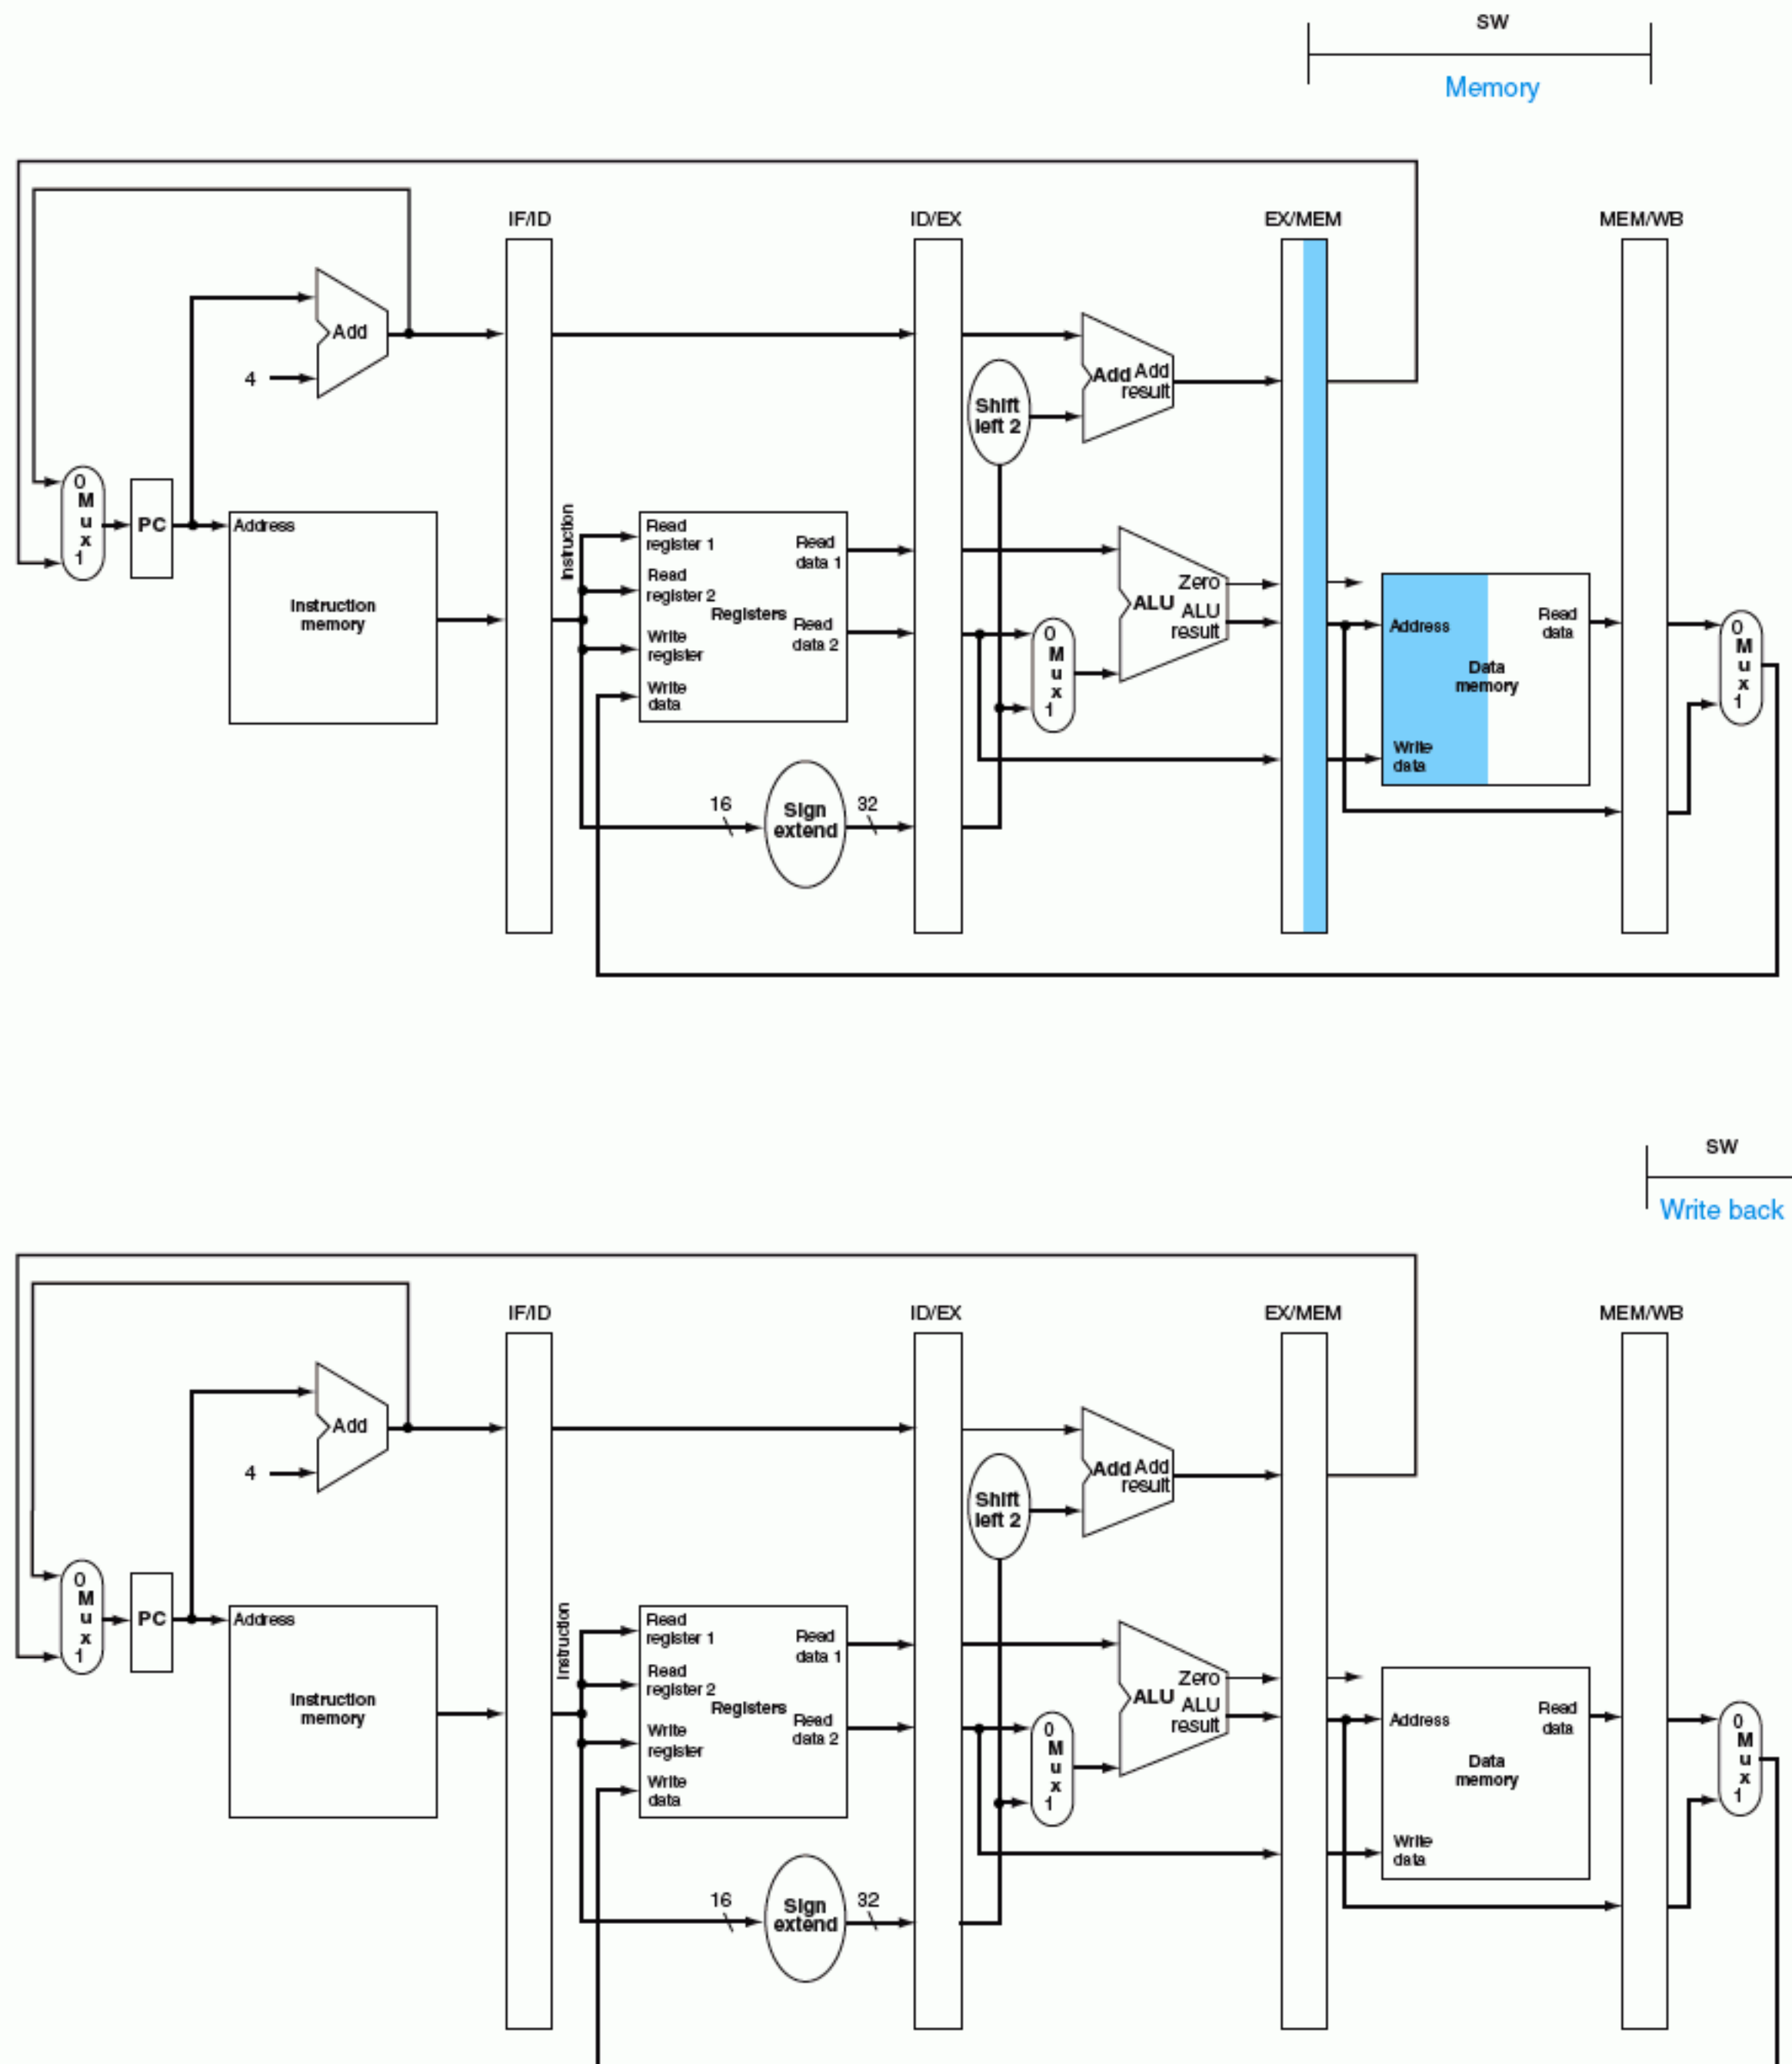 SW
Memory
IF/ID
ID/EX
EX/MEM
MEM/WB
Add
4
Add Add
result
Shift
left 2
0
M
u
x
1
PC
Address
Instruction
memory
Instruction
Read
register 1
Read
register 2
Write
register
Write
data
Registers
Read
data 1
Read
data 2
0
M
u
x
1
Zero
ALU
ALU
result
Address
Read
data
Data
memory
Write
data
0
M
u
x
1
16
Sign
extend
32
SW
Write back
IF/ID
ID/EX
EX/MEM
MEM/WB
Add
4
Add Add
result
Shift
left 2
0
M
u
x
1
PC
Address
Instruction
memory
Instruction
Read
register 1
Read
register 2
Write
register
Write
data
Registers
Read
data 1
Read
data 2
0
M
u
x
1
Zero
ALU
ALU
result
Address
Read
data
Data
memory
Write
data
0
M
u
x
1
16
Sign
extend
32